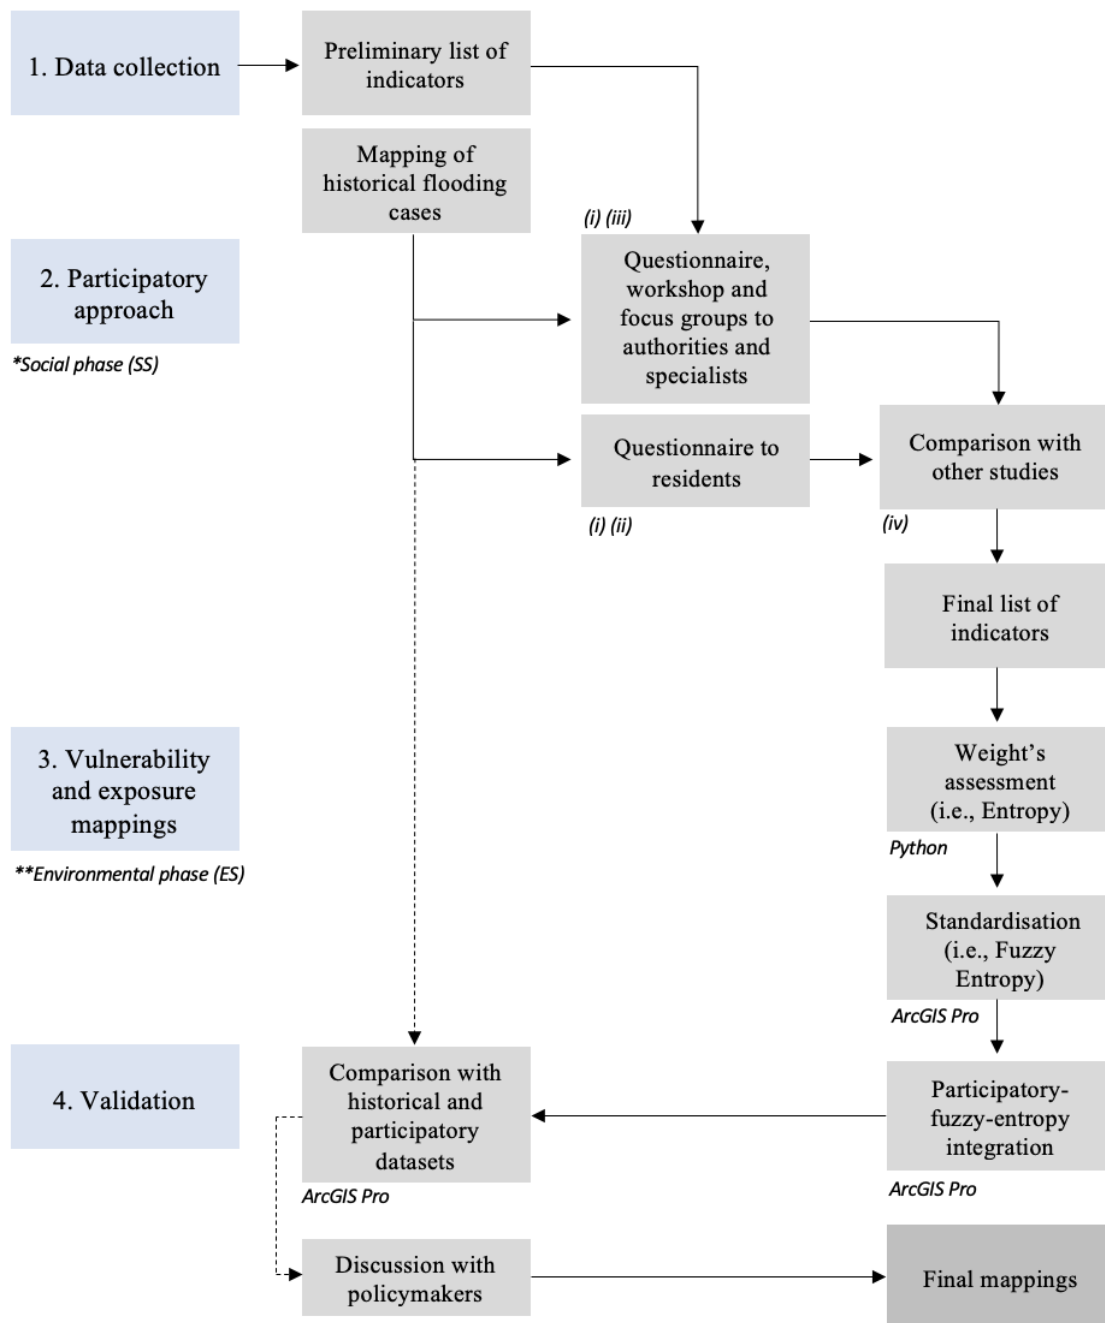 1. Data collection
Preliminary list of
indicators
Mapping of
historical flooding
cases
(i) (iii)
2. Participatory
approach
*Social phase (SS)
Questionnaire,
workshop and
focus groups to
authorities and
specialists
Questionnaire to
residents
(i) (ii)
Comparison with
other studies
(iv)
Final list of
indicators
3. Vulnerability
and exposure
mappings
**Environmental phase (ES)
Weight’s
assessment
(i.e., Entropy)
Python
Standardisation
(i.e., Fuzzy
Entropy)
ArcGIS Pro
4. Validation
Comparison with
historical and
participatory
datasets
ArcGIS Pro
Participatory-
fuzzy-entropy
integration
ArcGIS Pro
Discussion with
policymakers
Final mappings